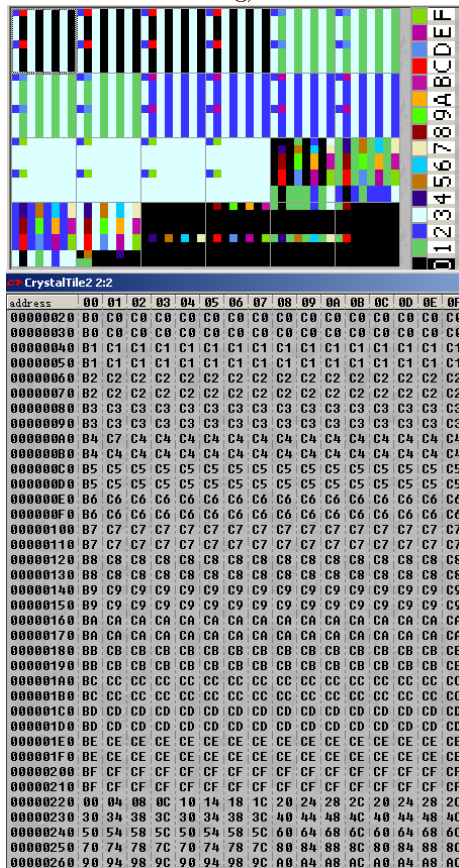 0123456789ABCDEF
CrystalTile2 2:2
address 00 01 02 03 04 05 06 07 08 09 0A 0B 0C 0D 0E 0F
00000020 B0 C0 C0 C0 C0 C0 C0 C0 C0 C0 C0 C0 C0 C0 C0 C0
00000030 B0 C0 C0 C0 C0 C0 C0 C0 C0 C0 C0 C0 C0 C0 C0 C0
00000040 B1 C1 C1 C1 C1 C1 C1 C1 C1 C1 C1 C1 C1 C1 C1 C1
00000050 B1 C1 C1 C1 C1 C1 C1 C1 C1 C1 C1 C1 C1 C1 C1 C1
00000060 B2 C2 C2 C2 C2 C2 C2 C2 C2 C2 C2 C2 C2 C2 C2 C2
00000070 B2 C2 C2 C2 C2 C2 C2 C2 C2 C2 C2 C2 C2 C2 C2 C2
00000080 B3 C3 C3 C3 C3 C3 C3 C3 C3 C3 C3 C3 C3 C3 C3 C3
00000090 B3 C3 C3 C3 C3 C3 C3 C3 C3 C3 C3 C3 C3 C3 C3 C3
000000A0 B4 C7 C4 C4 C4 C4 C4 C4 C4 C4 C4 C4 C4 C4 C4 C4
000000B0 B4 C4 C4 C4 C4 C4 C4 C4 C4 C4 C4 C4 C4 C4 C4 C4
000000C0 B5 C5 C5 C5 C5 C5 C5 C5 C5 C5 C5 C5 C5 C5 C5 C5
000000D0 B5 C5 C5 C5 C5 C5 C5 C5 C5 C5 C5 C5 C5 C5 C5 C5
000000E0 B6 C6 C6 C6 C6 C6 C6 C6 C6 C6 C6 C6 C6 C6 C6 C6
000000F0 B6 C6 C6 C6 C6 C6 C6 C6 C6 C6 C6 C6 C6 C6 C6 C6
00000100 B7 C7 C7 C7 C7 C7 C7 C7 C7 C7 C7 C7 C7 C7 C7 C7
00000110 B7 C7 C7 C7 C7 C7 C7 C7 C7 C7 C7 C7 C7 C7 C7 C7
00000120 B8 C8 C8 C8 C8 C8 C8 C8 C8 C8 C8 C8 C8 C8 C8 C8
00000130 B8 C8 C8 C8 C8 C8 C8 C8 C8 C8 C8 C8 C8 C8 C8 C8
00000140 B9 C9 C9 C9 C9 C9 C9 C9 C9 C9 C9 C9 C9 C9 C9 C9
00000150 B9 C9 C9 C9 C9 C9 C9 C9 C9 C9 C9 C9 C9 C9 C9 C9
00000160 BA CA CA CA CA CA CA CA CA CA CA CA CA CA CA CA
00000170 BA CA CA CA CA CA CA CA CA CA CA CA CA CA CA CA
00000180 BB CB CB CB CB CB CB CB CB CB CB CB CB CB CB CB
00000190 BB CB CB CB CB CB CB CB CB CB CB CB CB CB CB CB
000001A0 BC CC CC CC CC CC CC CC CC CC CC CC CC CC CC CC
000001B0 BC CC CC CC CC CC CC CC CC CC CC CC CC CC CC CC
000001C0 BD CD CD CD CD CD CD CD CD CD CD CD CD CD CD CD
000001D0 BD CD CD CD CD CD CD CD CD CD CD CD CD CD CD CD
000001E0 BE CE CE CE CE CE CE CE CE CE CE CE CE CE CE CE
000001F0 BE CE CE CE CE CE CE CE CE CE CE CE CE CE CE CE
00000200 BF CF CF CF CF CF CF CF CF CF CF CF CF CF CF CF
00000210 BF CF CF CF CF CF CF CF CF CF CF CF CF CF CF CF
00000220 00 04 08 0C 10 14 18 1C 20 24 28 2C 20 24 28 2C
00000230 30 34 38 3C 30 34 38 3C 40 44 48 4C 40 44 48 4C
00000240 50 54 58 5C 50 54 58 5C 60 64 68 6C 60 64 68 6C
00000250 70 74 78 7C 70 74 78 7C 80 84 88 8C 80 84 88 8C
00000260 90 94 98 9C 90 94 98 9C A0 A4 A8 AC A0 A4 A8 AC